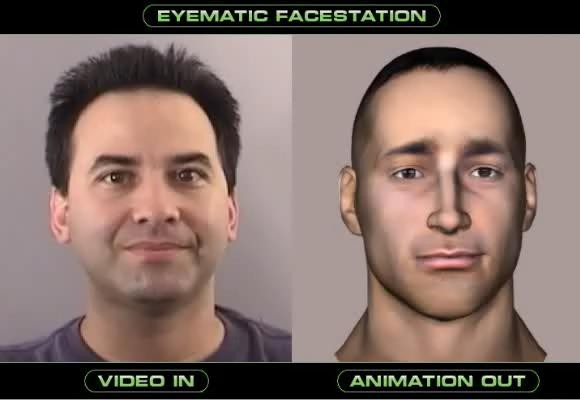 EYEMATIC FACESTATION
VIDEO IN
ANIMATION OUT